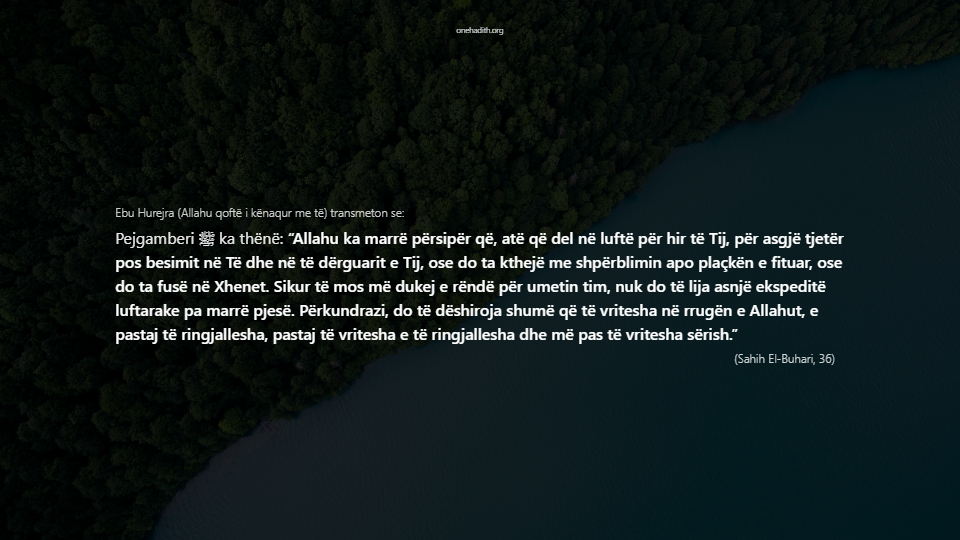 onehadith.org
Ebu Hurejra (Allahu qoftë i kënaqur me të) transmeton se:
Pejgamberi ﷺ ka thënë: “Allahu ka marrë përsipër që, atë që del në luftë për hir të Tij, për asgjë tjetër
pos besimit në Të dhe në të dërguarit e Tij, ose do ta kthejë me shpërblimin apo plaçkën e fituar, ose
do ta fusë në Xhenet. Sikur të mos më dukej e rëndë për umetin tim, nuk do të lija asnjë ekspeditë
luftarake pa marrë pjesë. Përkundrazi, do të dëshiroja shumë që të vritesha në rrugën e Allahut, e
pastaj të ringjallesha, pastaj të vritesha e të ringjallesha dhe më pas të vritesha sërish.”
(Sahih El-Buhari, 36)